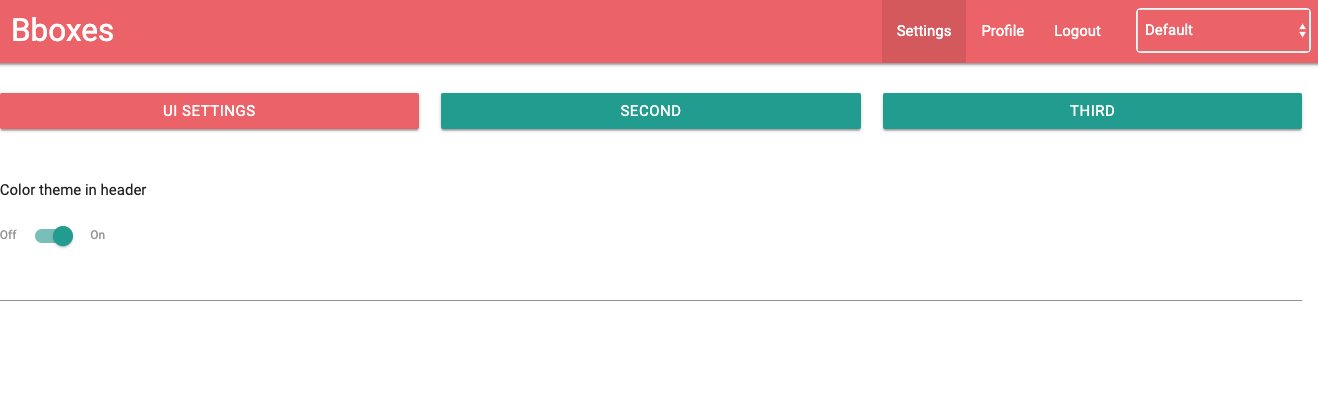 Bboxes
Settings Profile Logout Default
UI SETTINGS SECOND THIRD
Color theme in header
Off On